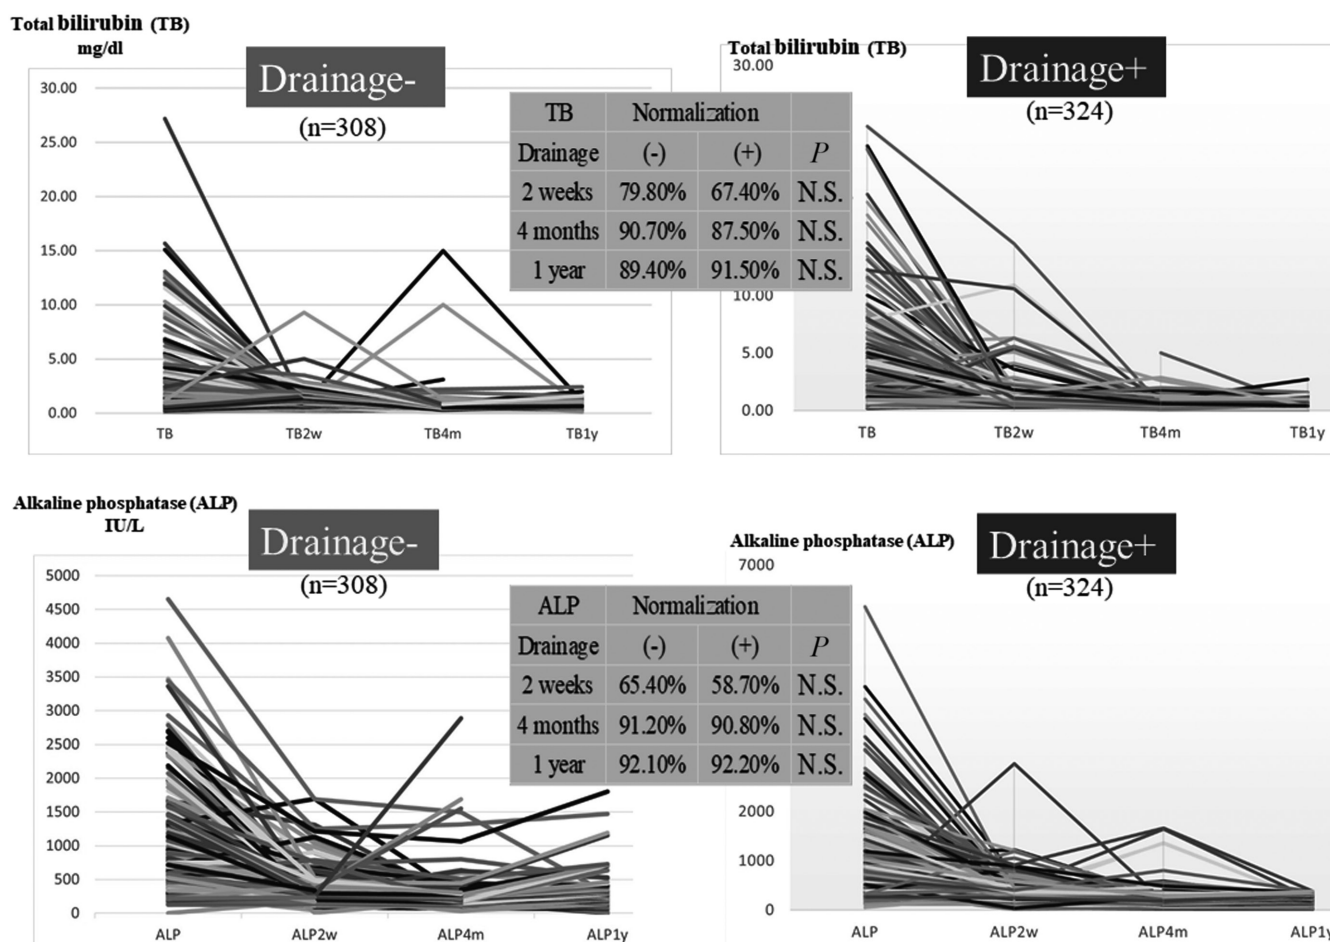 Total bilirubin (TB)
mg/dl
Drainage-
(n=308)
30.00
25.00
20.00
15.00
10.00
5.00
0.00
TB TB2w TB4m TB1y
TB Normalization
Drainage (-) (+) P
2 weeks 79.80% 67.40% N.S.
4 months 90.70% 87.50% N.S.
1 year 89.40% 91.50% N.S.
Total bilirubin (TB)
Drainage+
(n=324)
30.00
10.00
5.00
0.00
TB TB2w TB4m TB1y
Alkaline phosphatase (ALP)
IU/L
Drainage-
(n=308)
5000
4500
4000
3500
3000
2500
2000
1500
1000
500
0
ALP ALP2w ALP4m ALP1y
ALP Normalization
Drainage (-) (+) P
2 weeks 65.40% 58.70% N.S.
4 months 91.20% 90.80% N.S.
1 year 92.10% 92.20% N.S.
Alkaline phosphatase (ALP)
Drainage+
(n=324)
7000
2000
1000
0
ALP ALP2w ALP4m ALP1y